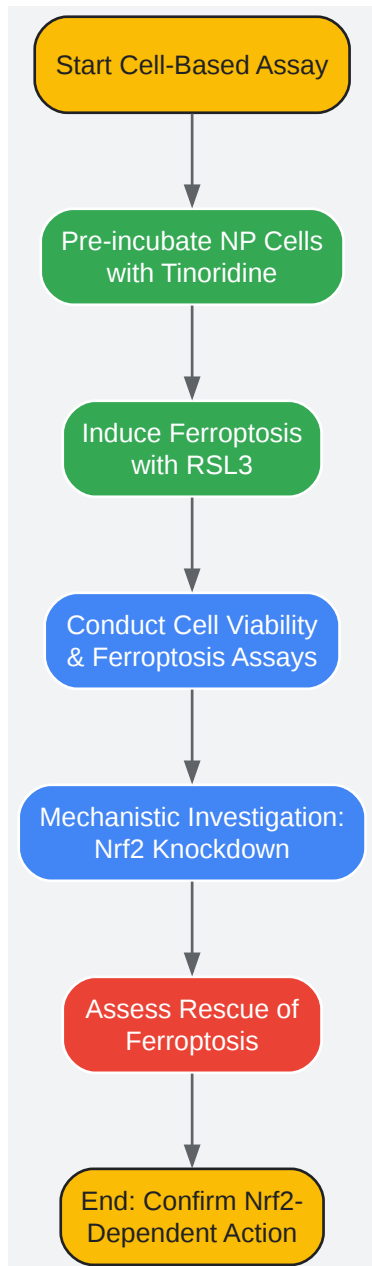 Start Cell-Based Assay
Pre-incubate NP Cells
with Tinoridine
Induce Ferroptosis
with RSL3
Conduct Cell Viability
& Ferroptosis Assays
Mechanistic Investigation:
Nrf2 Knockdown
Assess Rescue of
Ferroptosis
End: Confirm Nrf2-
Dependent Action